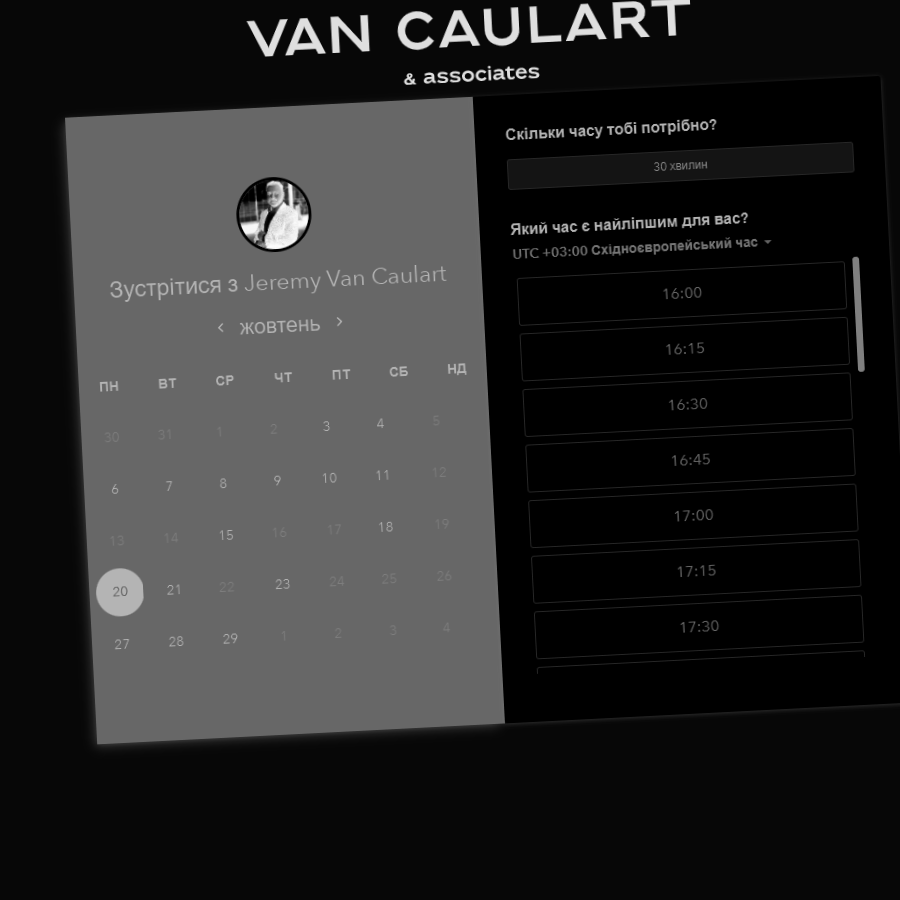 VAN CAULART
& associates
Зустрітися з Jeremy Van Caulart
< жовтень >
ПН ВТ СР ЧТ ПТ СБ НД
30 31 1 2 3 4 5
6 7 8 9 10 11 12
13 14 15 16 17 18 19
20 21 22 23 24 25 26
27 28 29 1 2 3 4
Скільки часу тобі потрібно?
30 хвилин
Який час є найліпшим для вас?
UTC +03:00 Східноєвропейський час
16:00
16:15
16:30
16:45
17:00
17:15
17:30